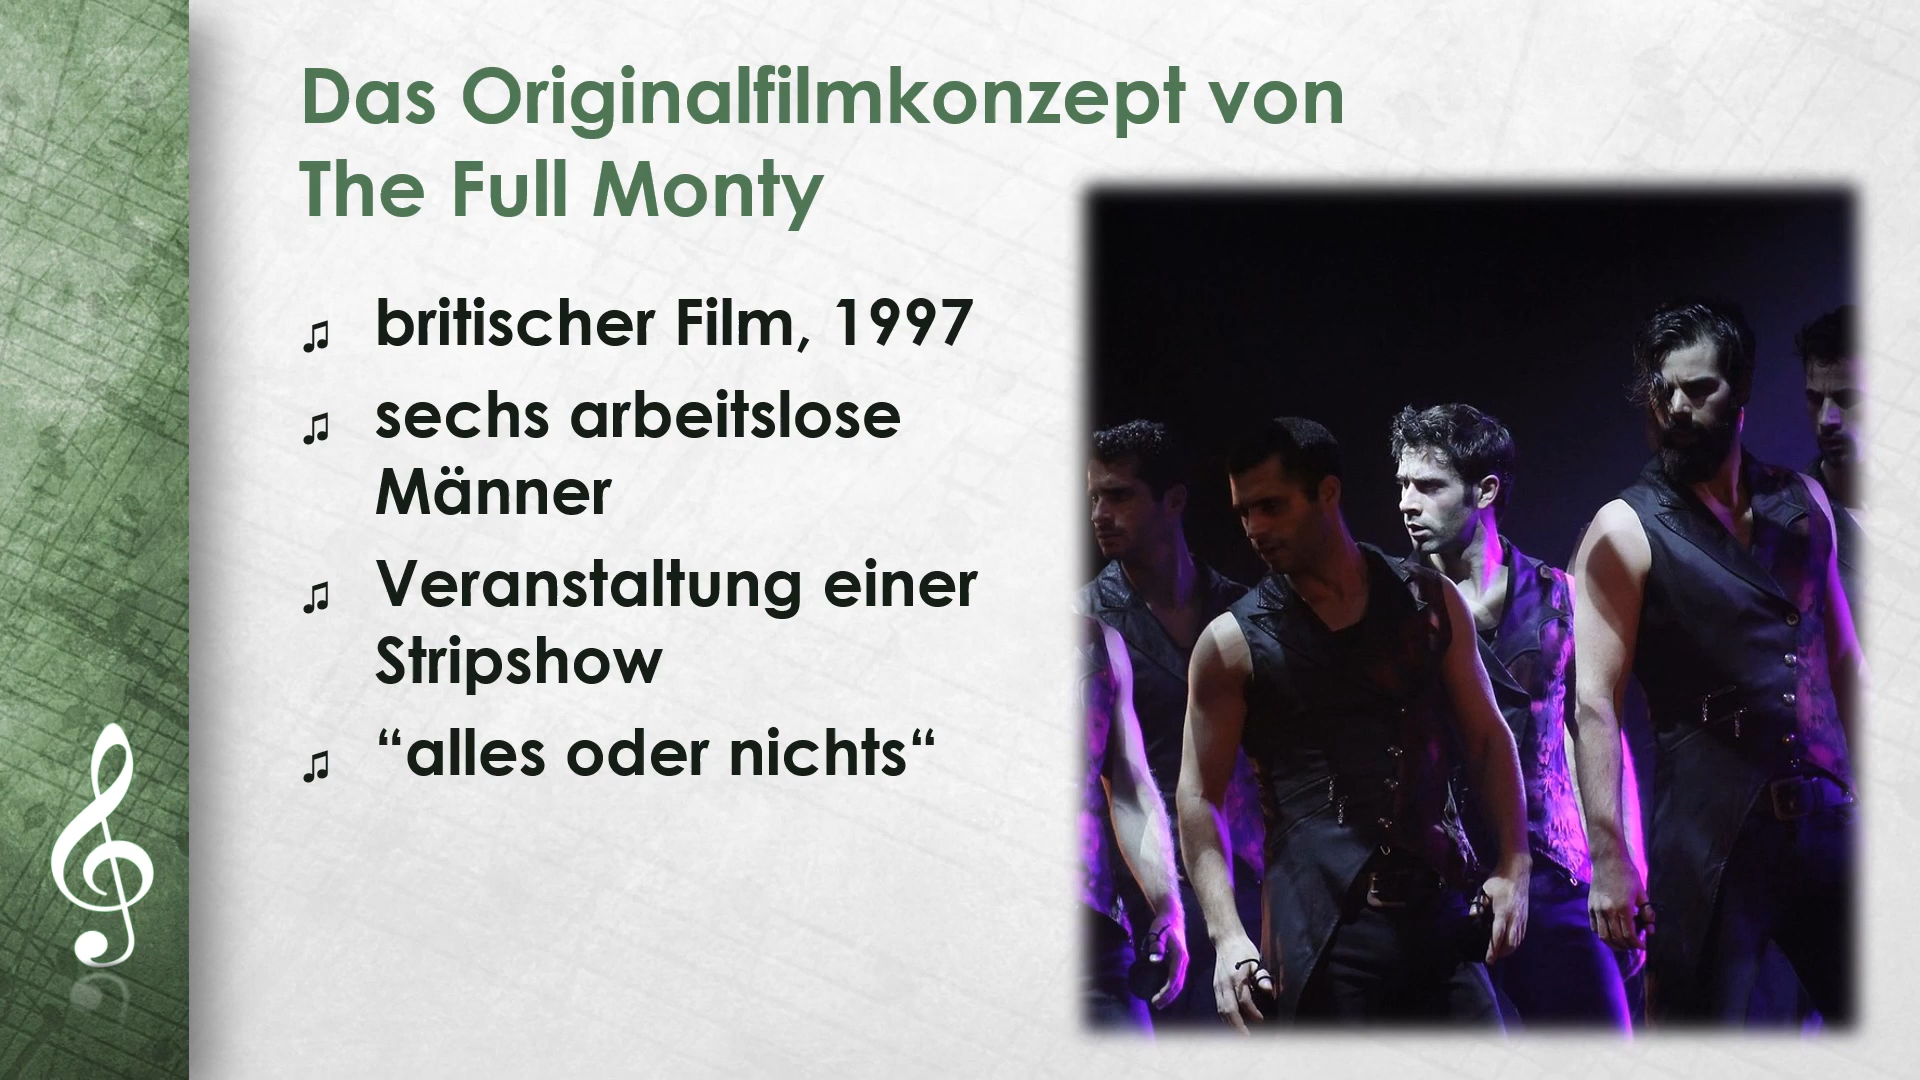 Das Originalfilmkonzept von
The Full Monty
♫ britischer Film, 1997
♫ sechs arbeitslose
Männer
♫ Veranstaltung einer
Stripshow
♫ “alles oder nichts“